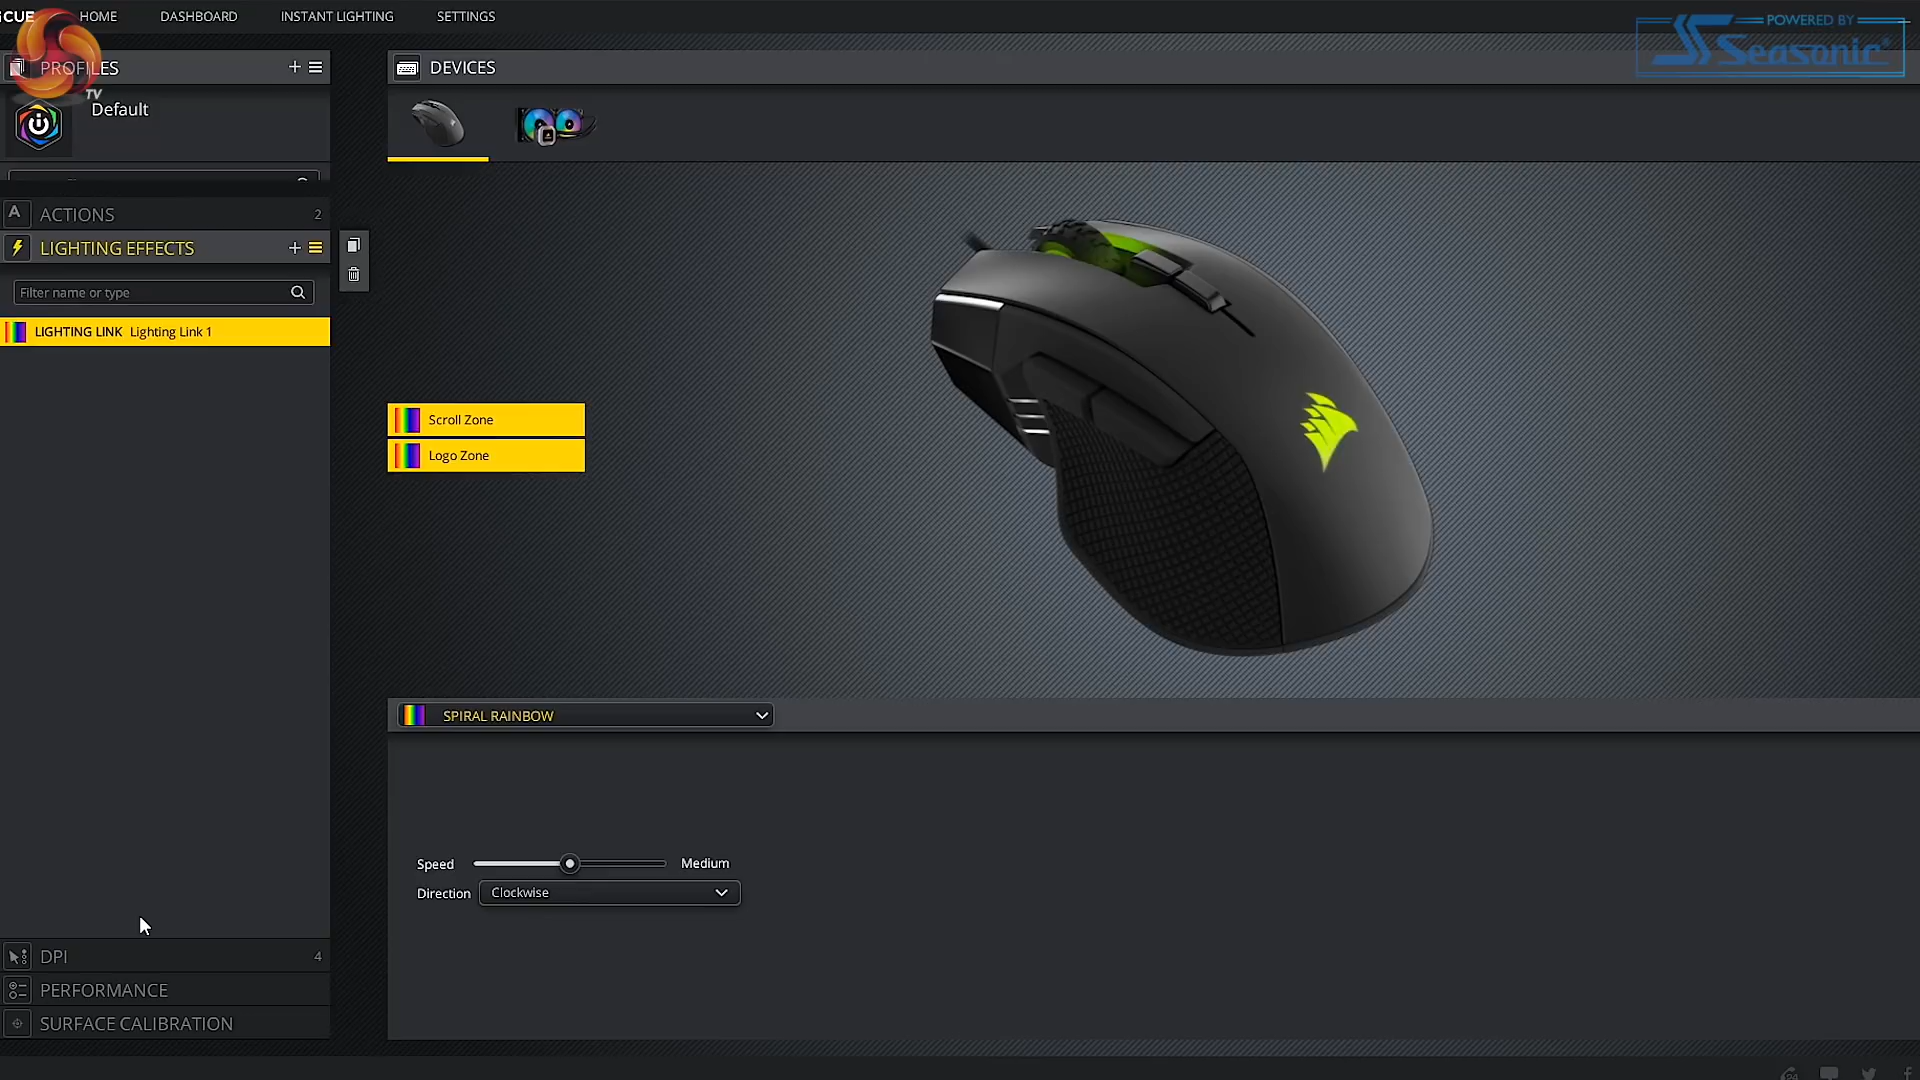 iCUE
HOME
DASHBOARD
INSTANT LIGHTING
SETTINGS
POWERED BY
Seasonic®
PROFILES
TV
Default
DEVICES
ACTIONS
2
LIGHTING EFFECTS
Filter name or type
LIGHTING LINK Lighting Link 1
Scroll Zone
Logo Zone
SPIRAL RAINBOW
Speed
Medium
Direction
Clockwise
DPI
4
PERFORMANCE
SURFACE CALIBRATION